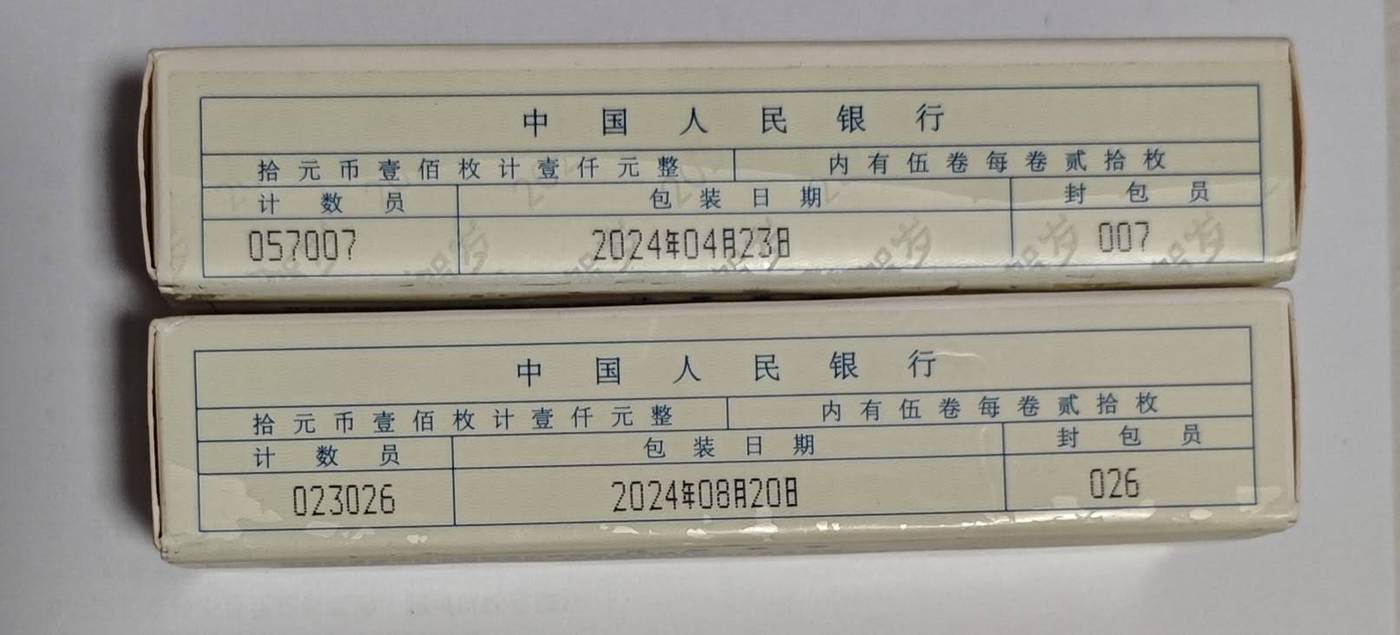 中国人民银行
拾元币壹佰枚计壹仟元整 内有伍卷每卷贰拾枚
计数员 包装日期 封包员
057007 2024年04月23日 007
中国人民银行
拾元币壹佰枚计壹仟元整 内有伍卷每卷贰拾枚
计数员 包装日期 封包员
023026 2024年08月20日 026